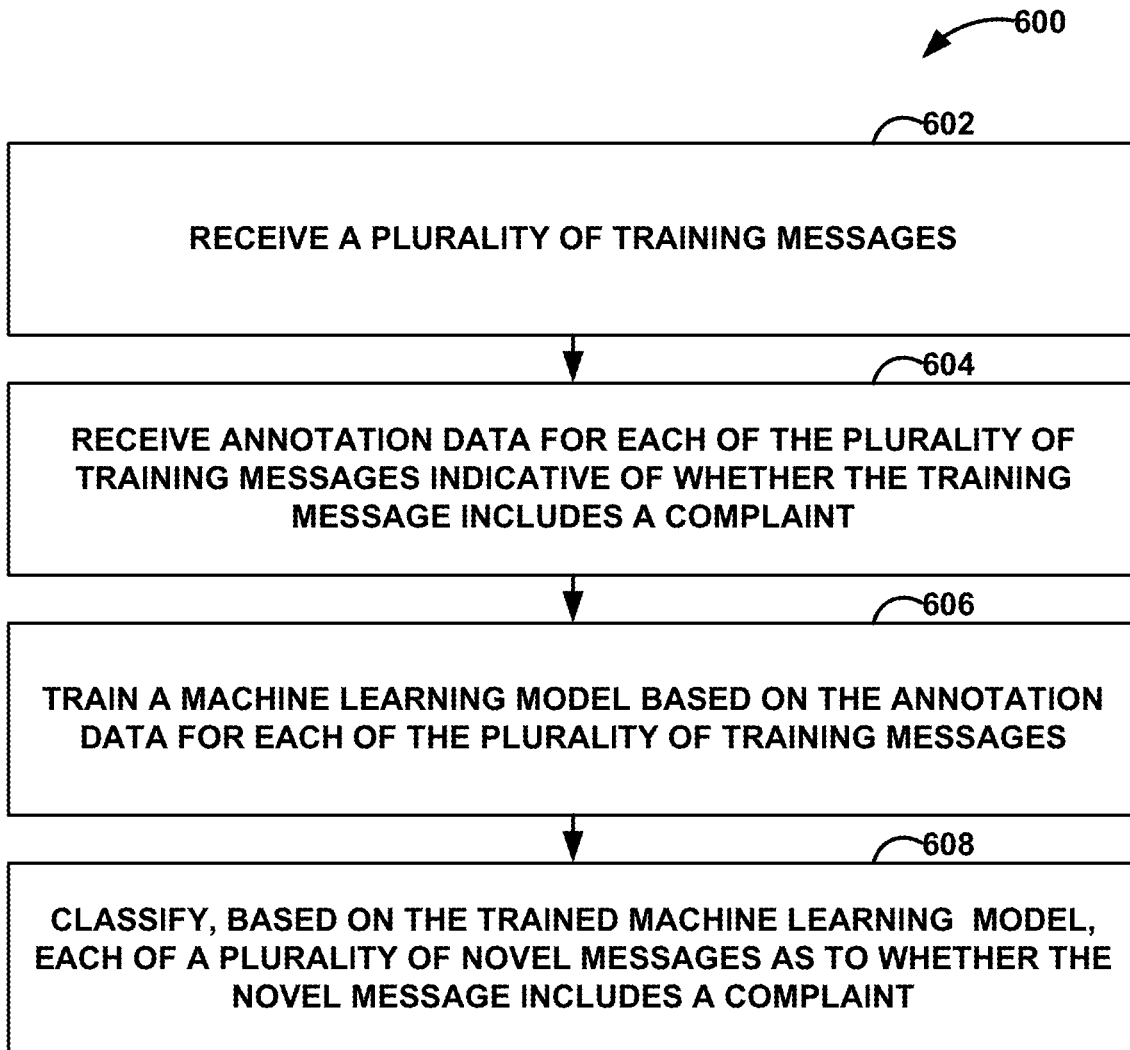 600
602
RECEIVE A PLURALITY OF TRAINING MESSAGES
604
RECEIVE ANNOTATION DATA FOR EACH OF THE PLURALITY OF
TRAINING MESSAGES INDICATIVE OF WHETHER THE TRAINING
MESSAGE INCLUDES A COMPLAINT
606
TRAIN A MACHINE LEARNING MODEL BASED ON THE ANNOTATION
DATA FOR EACH OF THE PLURALITY OF TRAINING MESSAGES
608
CLASSIFY, BASED ON THE TRAINED MACHINE LEARNING MODEL,
EACH OF A PLURALITY OF NOVEL MESSAGES AS TO WHETHER THE
NOVEL MESSAGE INCLUDES A COMPLAINT